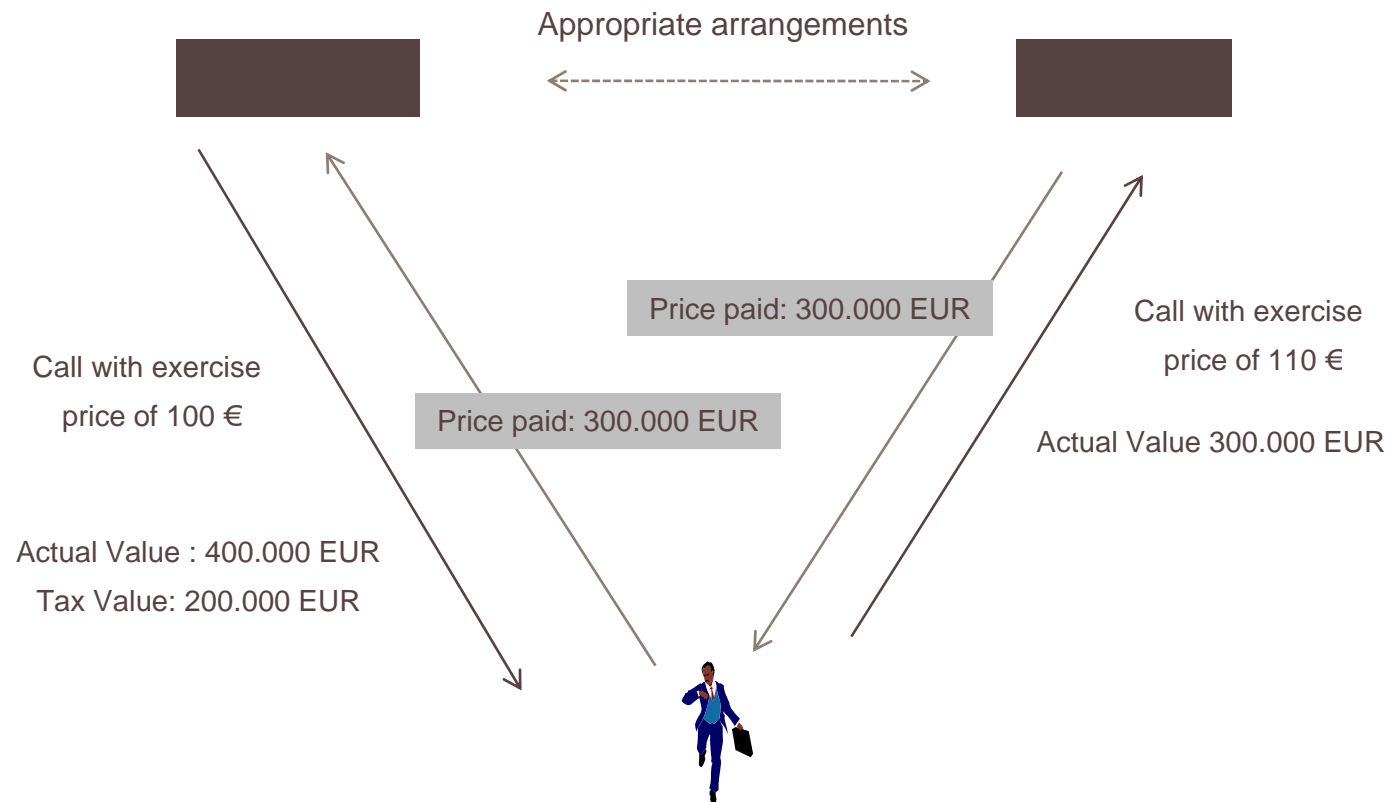 Appropriate arrangements
Price paid: 300.000 EUR
Call with exercise
price of 110 €
Call with exercise
price of 100 €
Price paid: 300.000 EUR
Actual Value 300.000 EUR
Actual Value : 400.000 EUR
Tax Value: 200.000 EUR